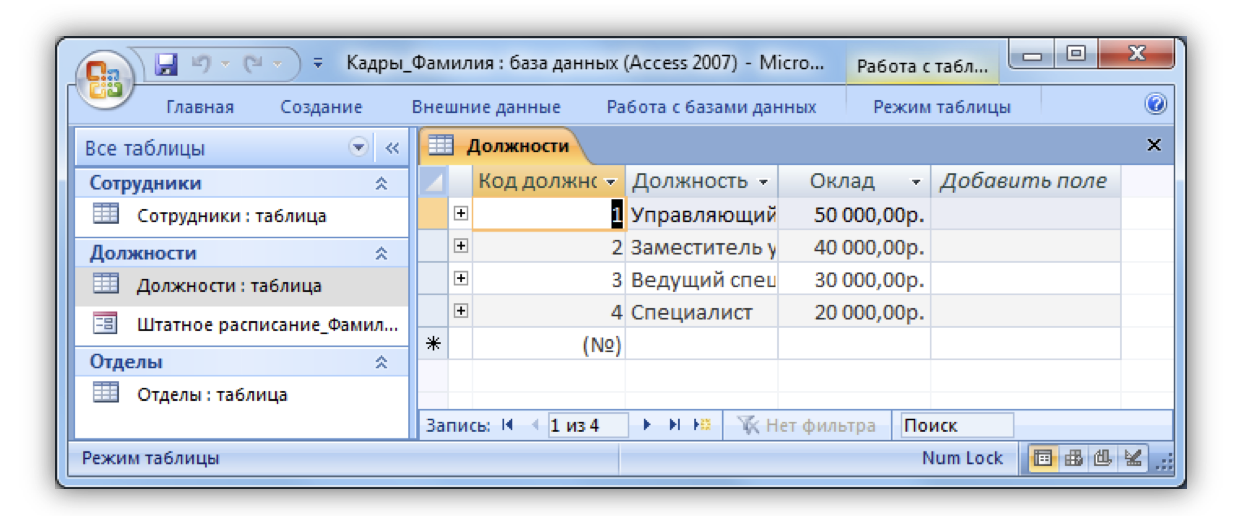 Кадры_Фамилия : база данных (Access 2007) - Micro... Работа с табл...
Главная Создание Внешние данные Работа с базами данных Режим таблицы
Все таблицы
Сотрудники
Сотрудники : таблица
Должности
Должности : таблица
Штатное расписание_Фамил...
Отделы
Отделы : таблица
Должности
Код должнс Должность Оклад Добавить поле
1 Управляющий 50 000,00р.
2 Заместитель у 40 000,00р.
3 Ведущий спец 30 000,00р.
4 Специалист 20 000,00р.
(№)
Запись: 1 из 4 Нет фильтра Поиск
Режим таблицы Num Lock